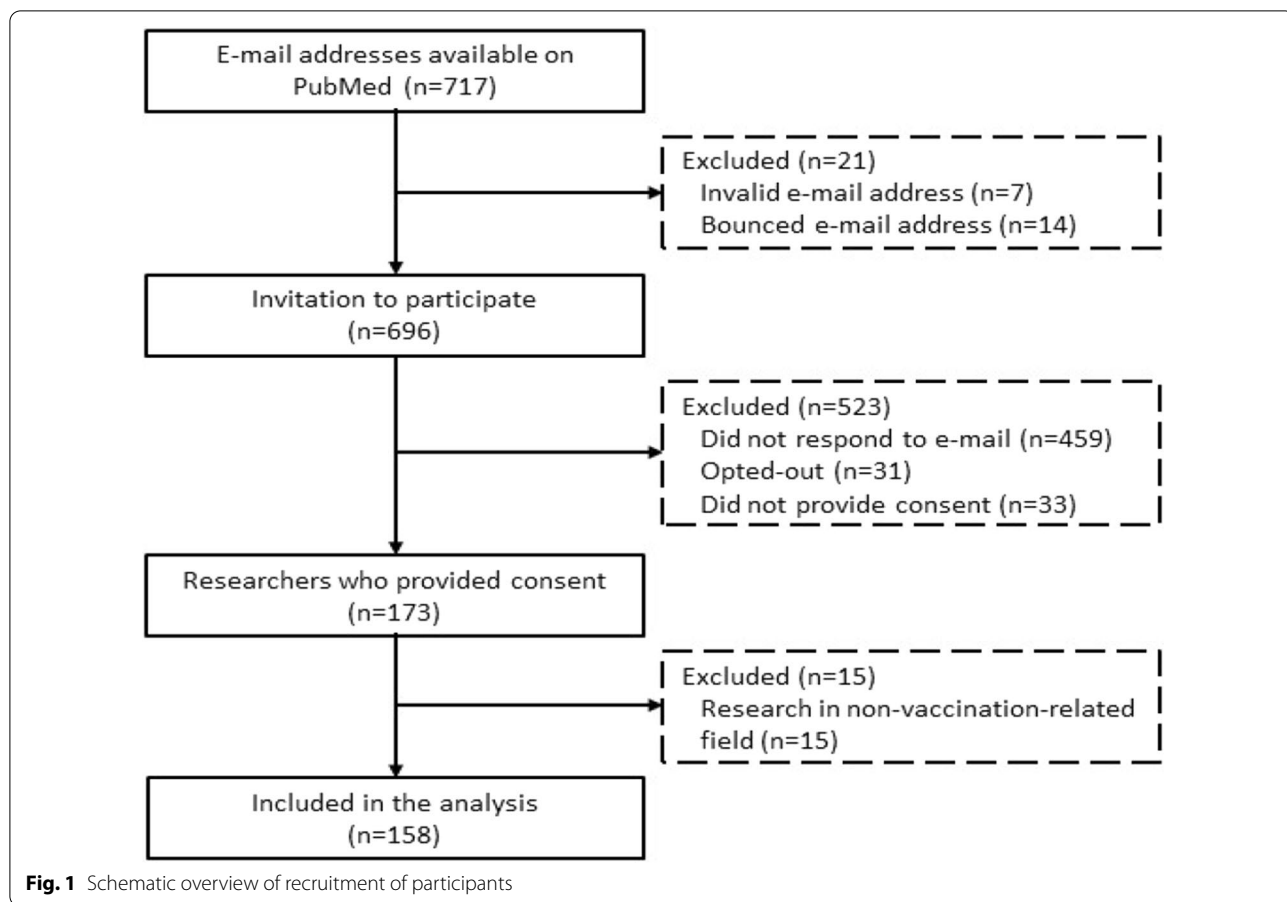 E-mail addresses available on
PubMed (n=717)
Excluded (n=21)
Invalid e-mail address (n=7)
Bounced e-mail address (n=14)
Invitation to participate
(n=696)
Excluded (n=523)
Did not respond to e-mail (n=459)
Opted-out (n=31)
Did not provide consent (n=33)
Researchers who provided consent
(n=173)
Excluded (n=15)
Research in non-vaccination-related
field (n=15)
Included in the analysis
(n=158)
Fig. 1 Schematic overview of recruitment of participants